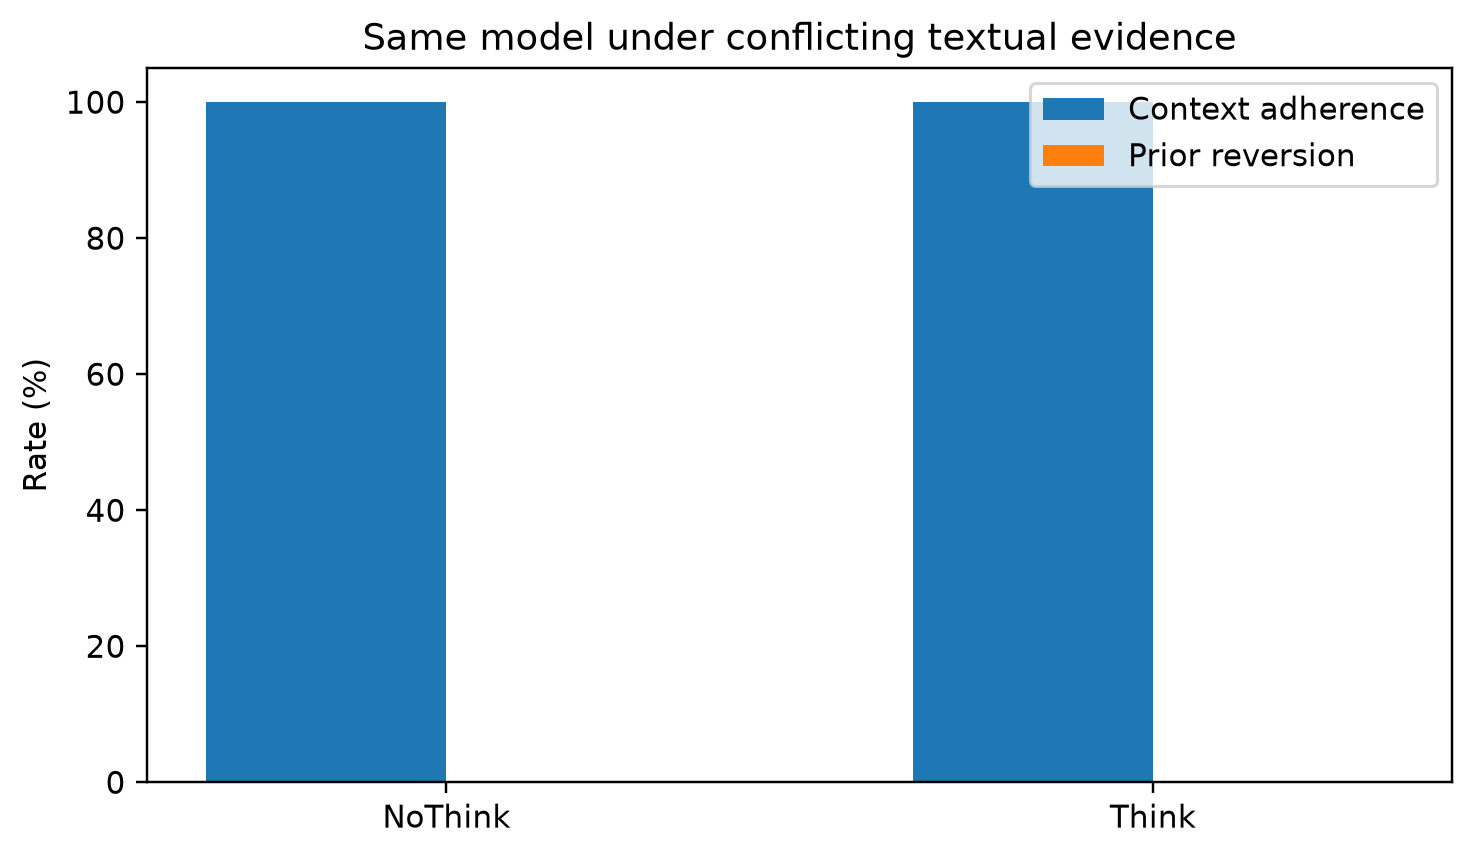 Same model under conflicting textual evidence
Context adherence
Prior reversion
Rate (%)
100
80
60
40
20
0
NoThink
Think